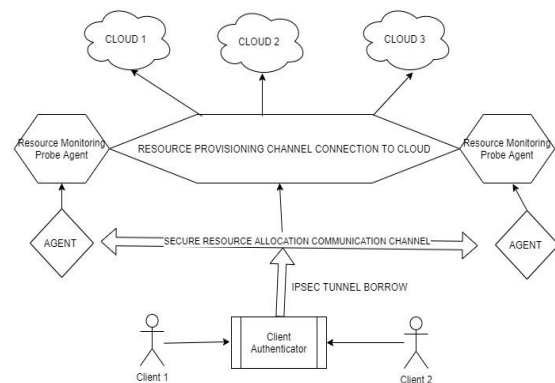 CLOUD 1
CLOUD 2
CLOUD 3
Resource Monitoring
Probe Agent
RESOURCE PROVISIONING CHANNEL CONNECTION TO CLOUD
Resource Monitoring
Probe Agent
AGENT
SECURE RESOURCE ALLOCATION COMMUNICATION CHANNEL
AGENT
IPSEC TUNNEL BORROW
Client
Authenticator
Client 1
Client 2